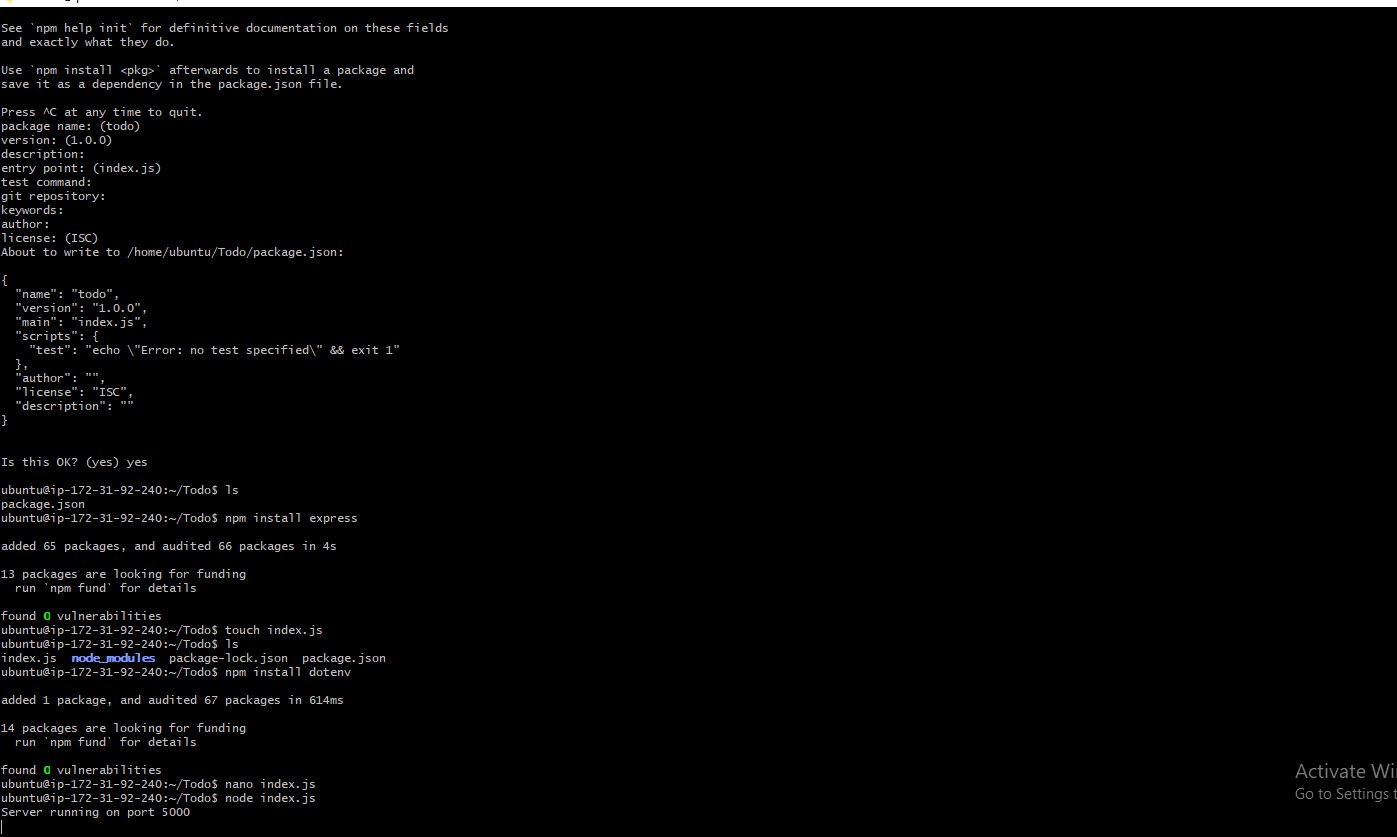 See `npm help init` for definitive documentation on these fields
and exactly what they do.
Use `npm install <pkg>` afterwards to install a package and
save it as a dependency in the package.json file.
Press ^C at any time to quit.
package name: (todo)
version: (1.0.0)
description:
entry point: (index.js)
test command:
git repository:
keywords:
author:
license: (ISC)
About to write to /home/ubuntu/Todo/package.json:
{
  "name": "todo",
  "version": "1.0.0",
  "main": "index.js",
  "scripts": {
    "test": "echo \"Error: no test specified\" && exit 1"
  },
  "author": "",
  "license": "ISC",
  "description": ""
}
Is this OK? (yes) yes
ubuntu@ip-172-31-92-240:~/Todo$ ls
package.json
ubuntu@ip-172-31-92-240:~/Todo$ npm install express
added 65 packages, and audited 66 packages in 4s
13 packages are looking for funding
  run `npm fund` for details
found 0 vulnerabilities
ubuntu@ip-172-31-92-240:~/Todo$ touch index.js
ubuntu@ip-172-31-92-240:~/Todo$ ls
index.js  node_modules  package-lock.json  package.json
ubuntu@ip-172-31-92-240:~/Todo$ npm install dotenv
added 1 package, and audited 67 packages in 614ms
14 packages are looking for funding
  run `npm fund` for details
found 0 vulnerabilities
ubuntu@ip-172-31-92-240:~/Todo$ nano index.js
ubuntu@ip-172-31-92-240:~/Todo$ node index.js
Server running on port 5000
Activate Wi
Go to Settings t